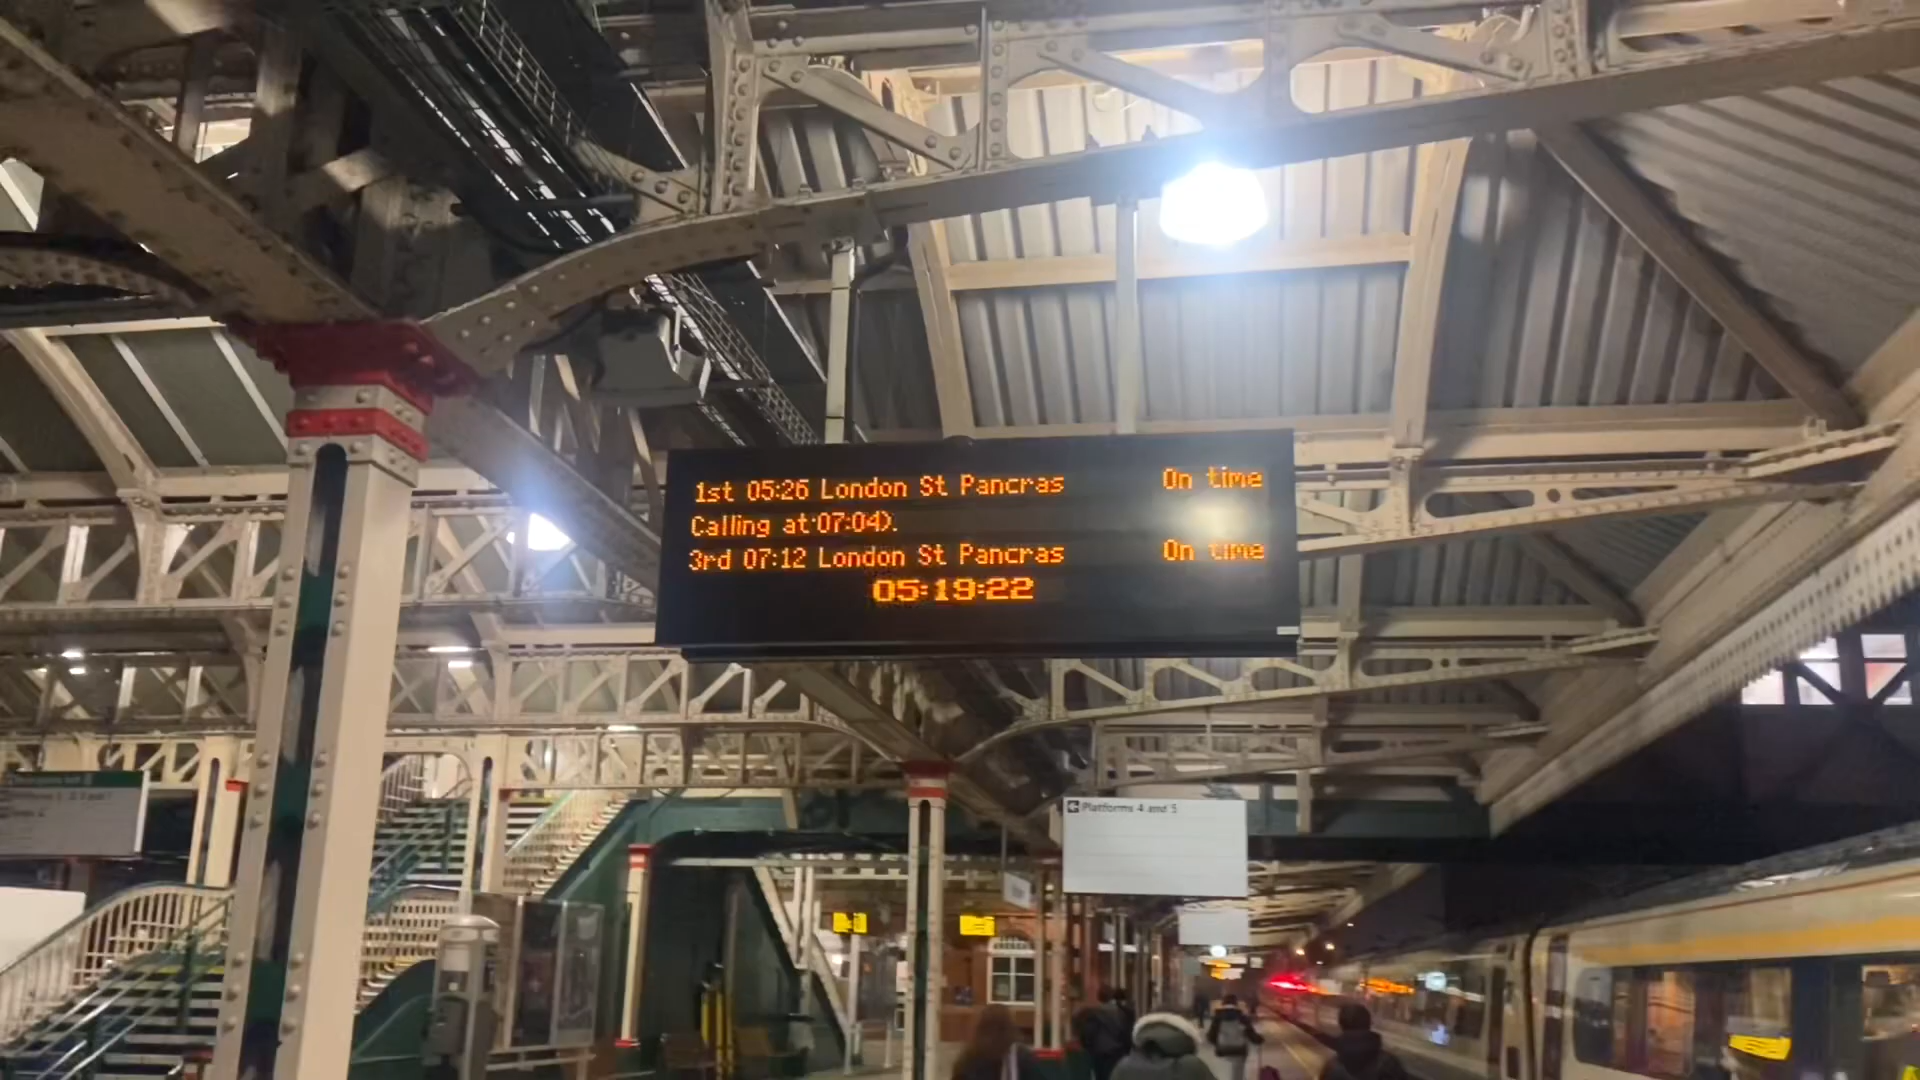 1st 05:26 London St Pancras On time
Calling at 07:04).
3rd 07:12 London St Pancras On time
05:19:22
Platforms 4 and 5